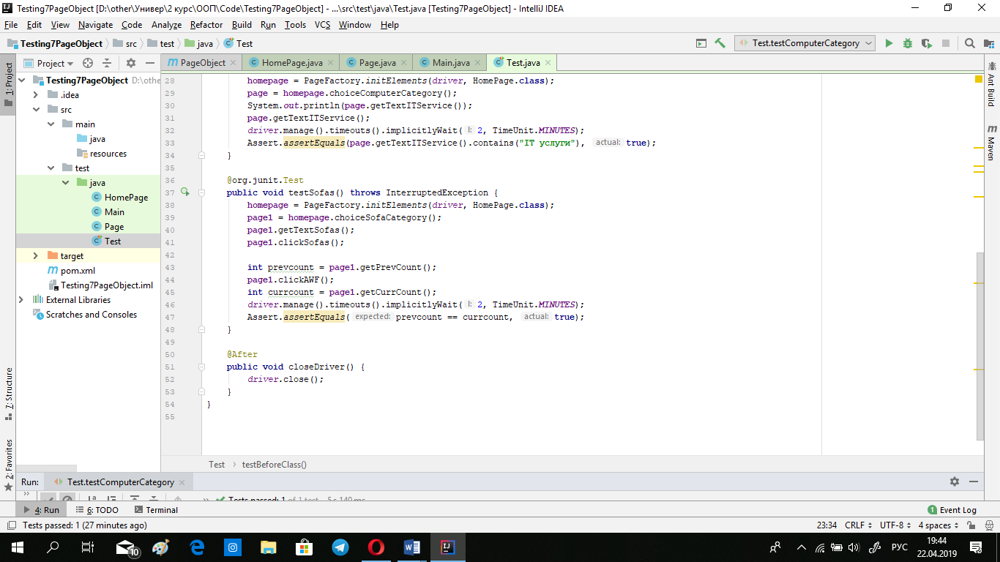 Testing7PageObject [D:\other\Универ\2 курс\ООП\Code\Testing7PageObject] - ...\src\test\java\Test.java [Testing7PageObject] - IntelliJ IDEA
File Edit View Navigate Code Analyze Refactor Build Run Tools VCS Window Help
Testing7PageObject src test java Test Test.testComputerCategory
1: Project
7: Structure
2: Favorites
Project
Testing7PageObject D:\othe
.idea
src
main
java
resources
test
java
HomePage
Main
Page
Test
target
pom.xml
Testing7PageObject.iml
External Libraries
Scratches and Consoles
PageObject HomePage.java Page.java Main.java Test.java
28 homepage = PageFactory.initElements(driver, HomePage.class);
29 page = homepage.choiceComputerCategory();
30 System.out.println(page.getTextITService());
31 page.getTextITService();
32 driver.manage().timeouts().implicitlyWait( l: 2, TimeUnit.MINUTES);
33 Assert.assertEquals(page.getTextITService().contains("IT услуги"), actual: true);
34 }
35
36 @org.junit.Test
37 public void testSofas() throws InterruptedException {
38 homepage = PageFactory.initElements(driver, HomePage.class);
39 page1 = homepage.choiceSofaCategory();
40 page1.getTextSofas();
41 page1.clickSofas();
42
43 int prevcount = page1.getPrevCount();
44 page1.clickAWF();
45 int currcount = page1.getCurrCount();
46 driver.manage().timeouts().implicitlyWait( l: 2, TimeUnit.MINUTES);
47 Assert.assertEquals( expected: prevcount == currcount, actual: true);
48 }
49
50 @After
51 public void closeDriver() {
52 driver.close();
53 }
54 }
55
Ant Build
Maven
Test testBeforeClass()
Run: Test.testComputerCategory
Tests passed: 1 of 1 test - 5 s 140 ms
4: Run 6: TODO Terminal 1 Event Log
Tests passed: 1 (27 minutes ago) 23:34 CRLF UTF-8 4 spaces
10 РУС 19:44
22.04.2019